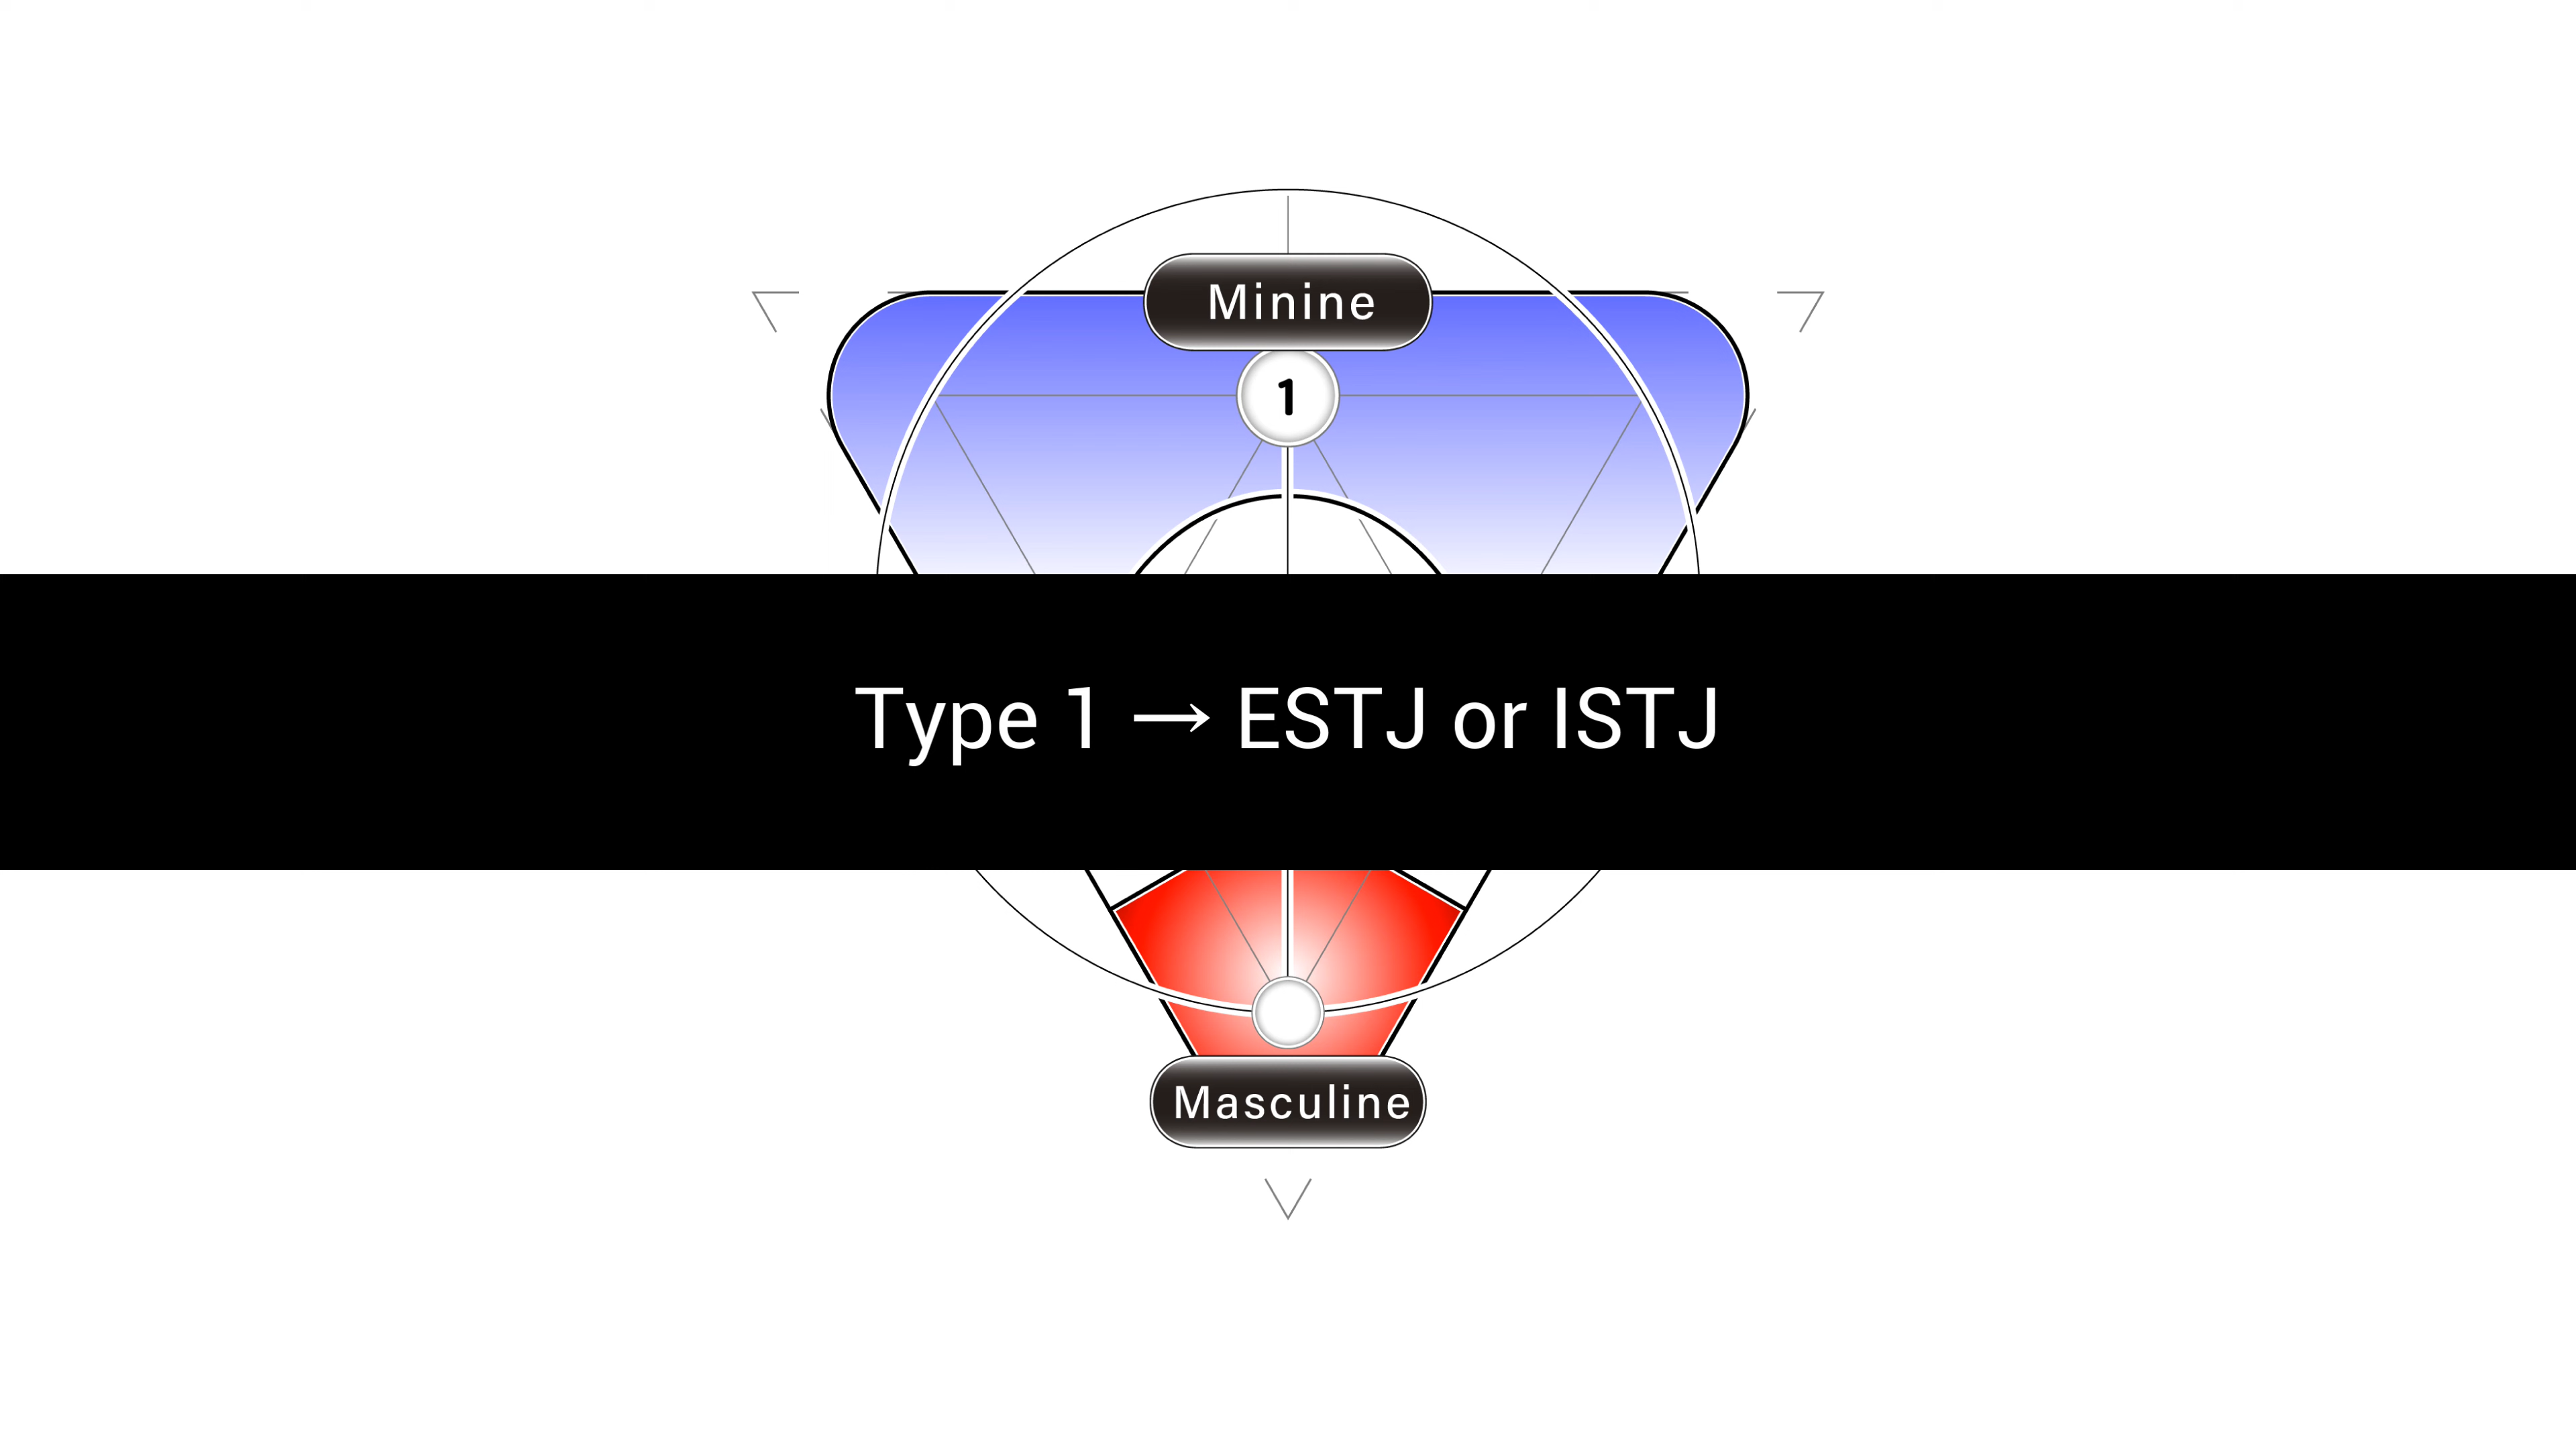 Minine
1
Type 1 → ESTJ or ISTJ
Masculine